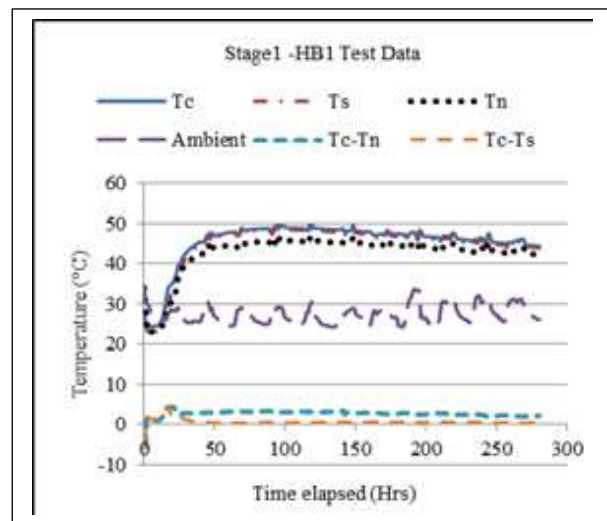 Stage1 -HB1 Test Data
Tc Ts Tn
Ambient Tc-Tn Tc-Ts
60
50
40
30
20
10
0
-10
0 50 100 150 200 250 300
Temperature (°C)
Time elapsed (Hrs)